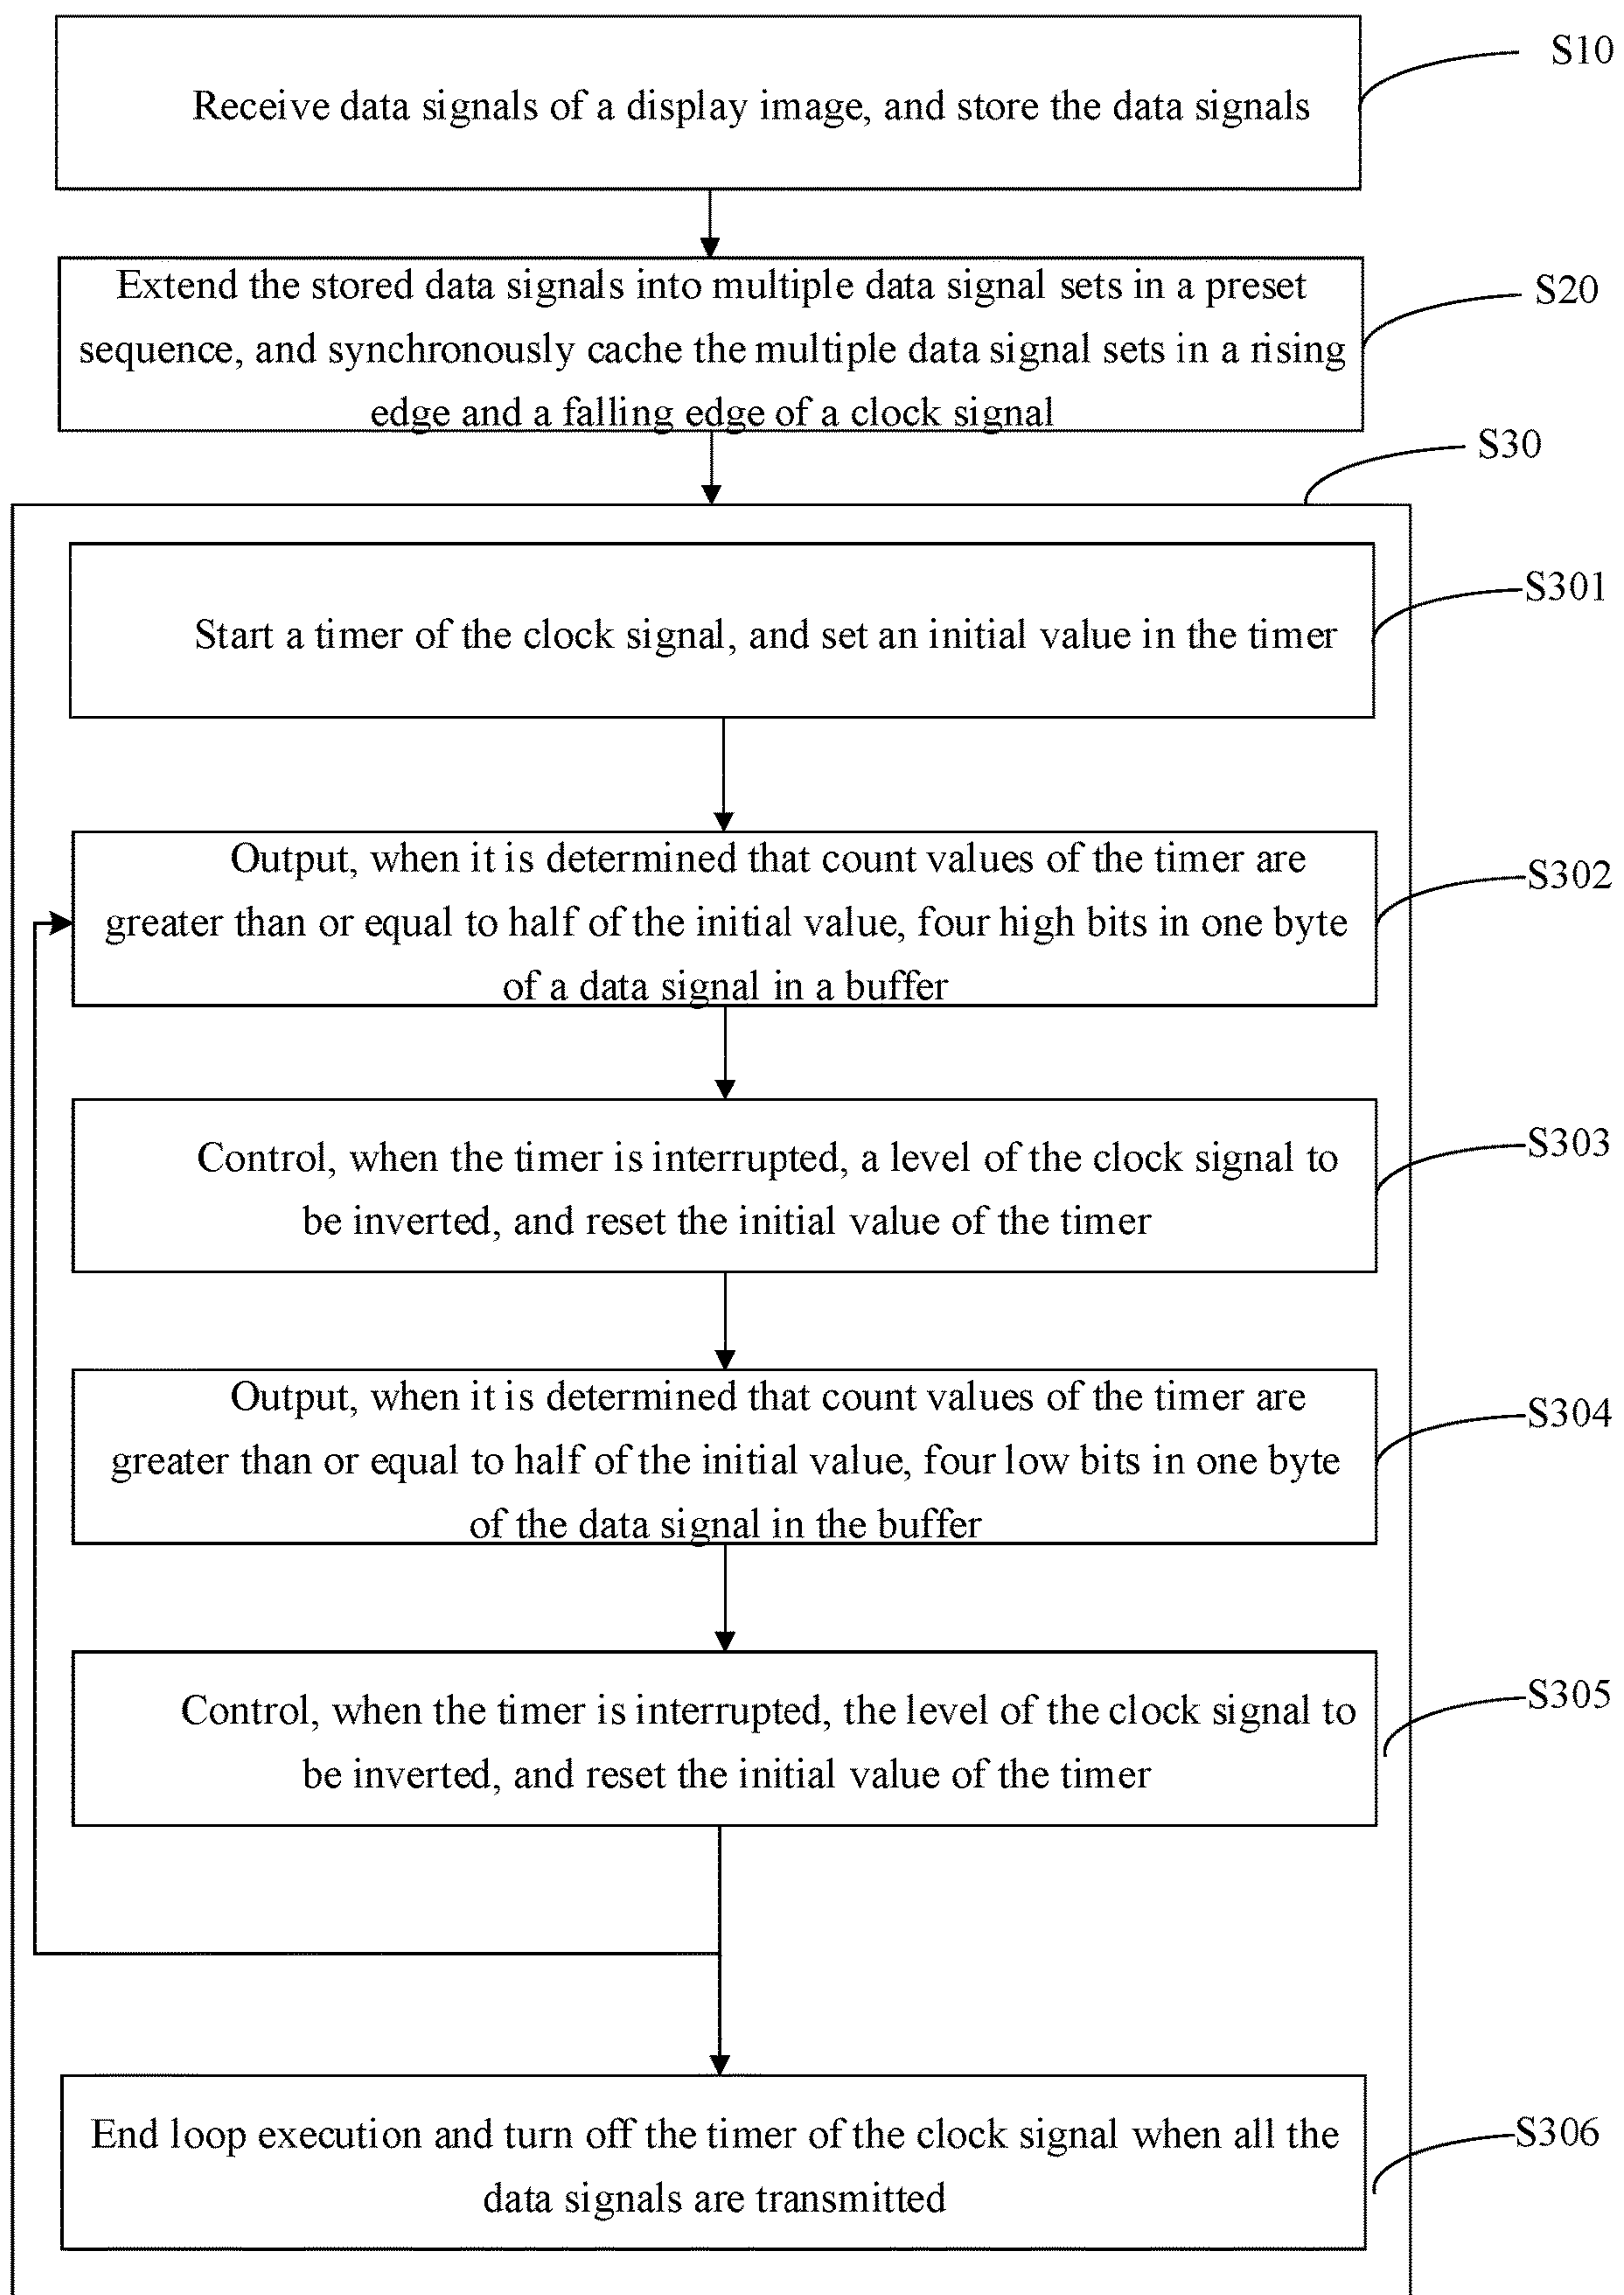 S10
Receive data signals of a display image, and store the data signals
S20
Extend the stored data signals into multiple data signal sets in a preset
sequence, and synchronously cache the multiple data signal sets in a rising
edge and a falling edge of a clock signal
S30
S301
Start a timer of the clock signal, and set an initial value in the timer
S302
Output, when it is determined that count values of the timer are
greater than or equal to half of the initial value, four high bits in one byte
of a data signal in a buffer
S303
Control, when the timer is interrupted, a level of the clock signal to
be inverted, and reset the initial value of the timer
S304
Output, when it is determined that count values of the timer are
greater than or equal to half of the initial value, four low bits in one byte
of the data signal in the buffer
S305
Control, when the timer is interrupted, the level of the clock signal to
be inverted, and reset the initial value of the timer
S306
End loop execution and turn off the timer of the clock signal when all the
data signals are transmitted